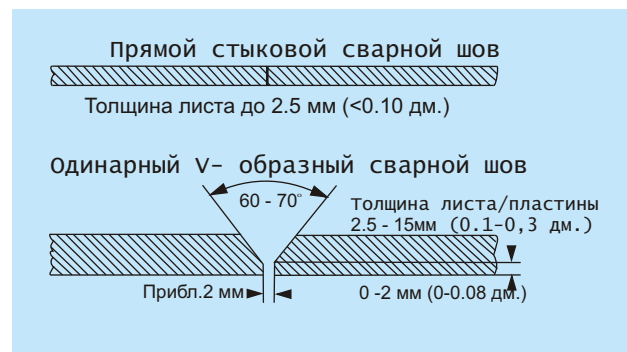 Прямой стыковой сварной шов
Толщина листа до 2.5 мм (<0.10 дм.)
Одинарный V- образный сварной шов
60 - 70°
Толщина листа/пластины
2.5 - 15мм (0.1-0,3 дм.)
Прибл.2 мм
0 -2 мм (0-0.08 дм.)